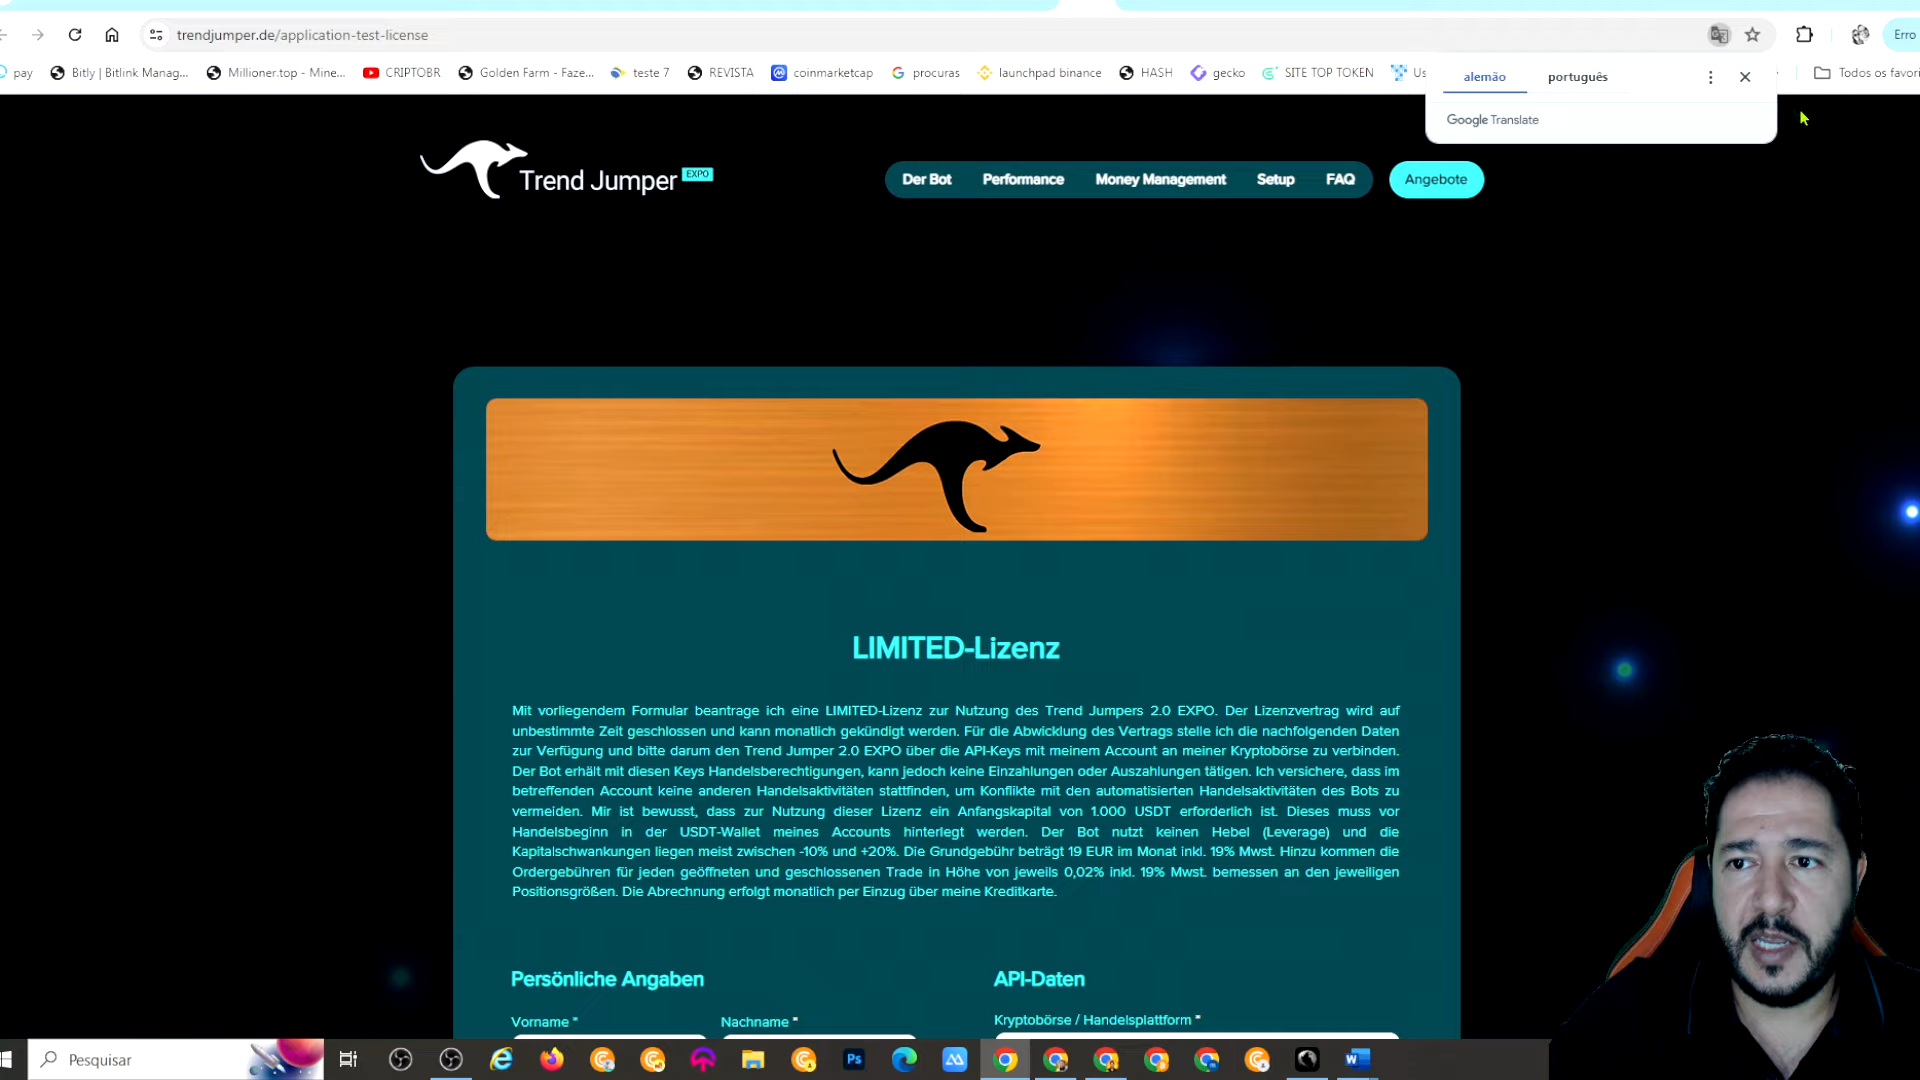 trendjumper.de/application-test-license
Erro
pay
Bitly | Bitlink Manag...
Millioner.top - Mine...
CRIPTOBR
Golden Farm - Faze...
teste 7
REVISTA
coinmarketcap
procuras
launchpad binance
HASH
gecko
SITE TOP TOKEN
Us
Todos os favori
alemão
português
Google Translate
Trend Jumper EXPO
Der Bot
Performance
Money Management
Setup
FAQ
Angebote
LIMITED-Lizenz
Mit vorliegendem Formular beantrage ich eine LIMITED-Lizenz zur Nutzung des Trend Jumpers 2.0 EXPO. Der Lizenzvertrag wird auf
unbestimmte Zeit geschlossen und kann monatlich gekündigt werden. Für die Abwicklung des Vertrags stelle ich die nachfolgenden Daten
zur Verfügung und bitte darum den Trend Jumper 2.0 EXPO über die API-Keys mit meinem Account an meiner Kryptobörse zu verbinden.
Der Bot erhält mit diesen Keys Handelsberechtigungen, kann jedoch keine Einzahlungen oder Auszahlungen tätigen. Ich versichere, dass im
betreffenden Account keine anderen Handelsaktivitäten stattfinden, um Konflikte mit den automatisierten Handelsaktivitäten des Bots zu
vermeiden. Mir ist bewusst, dass zur Nutzung dieser Lizenz ein Anfangskapital von 1.000 USDT erforderlich ist. Dieses muss vor
Handelsbeginn in der USDT-Wallet meines Accounts hinterlegt werden. Der Bot nutzt keinen Hebel (Leverage) und die
Kapitalschwankungen liegen meist zwischen -10% und +20%. Die Grundgebühr beträgt 19 EUR im Monat inkl. 19% Mwst. Hinzu kommen die
Ordergebühren für jeden geöffneten und geschlossenen Trade in Höhe von jeweils 0,02% inkl. 19% Mwst. bemessen an den jeweiligen
Positionsgrößen. Die Abrechnung erfolgt monatlich per Einzug über meine Kreditkarte.
Persönliche Angaben
API-Daten
Vorname *
Nachname *
Kryptobörse / Handelsplattform *
Pesquisar
Ps
W